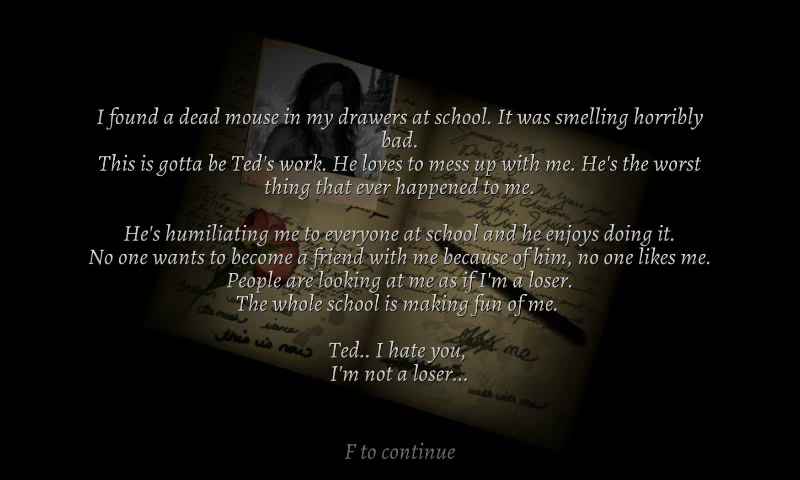 I found a dead mouse in my drawers at school. It was smelling horribly
bad.
This is gotta be Ted's work. He loves to mess up with me. He's the worst
thing that ever happened to me.
He's humiliating me to everyone at school and he enjoys doing it.
No one wants to become a friend with me because of him, no one likes me.
People are looking at me as if I'm a loser.
The whole school is making fun of me.
Ted.. I hate you,
I'm not a loser...
this is now
F to continue